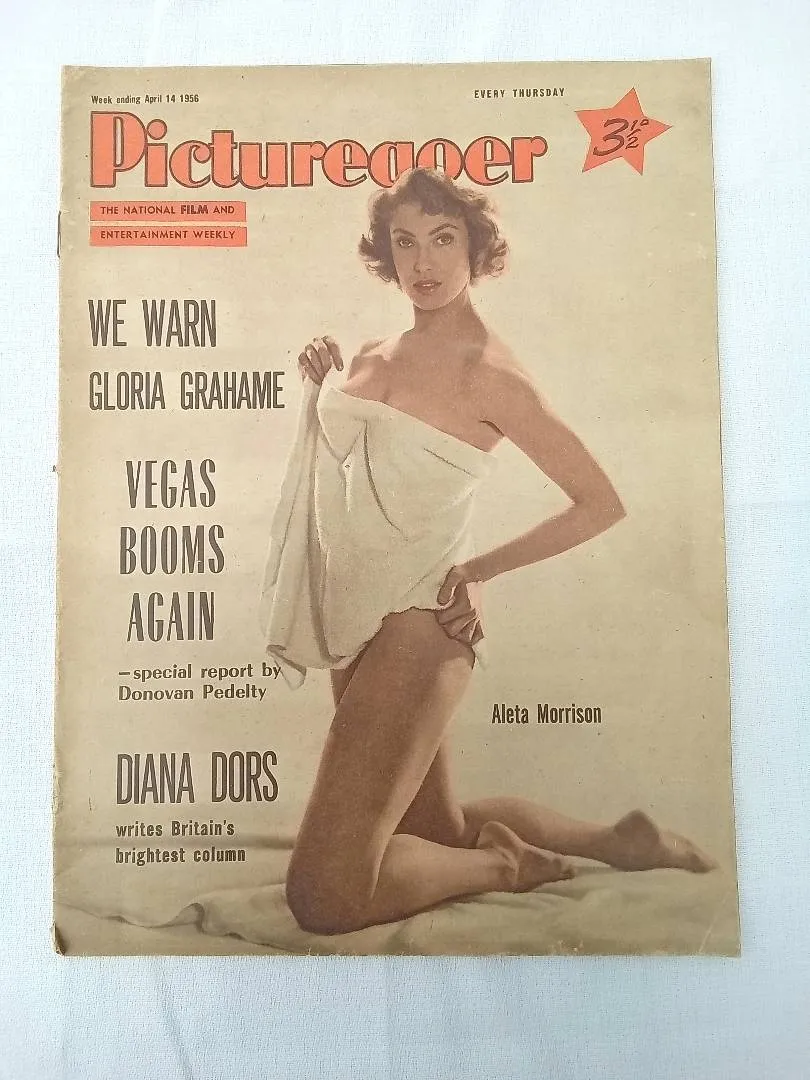 Week ending April 14 1956
EVERY THURSDAY
Picturegoer
3½ᴰ
THE NATIONAL FILM AND
ENTERTAINMENT WEEKLY
WE WARN
GLORIA GRAHAME
VEGAS
BOOMS
AGAIN
—special report by
Donovan Pedelty
Aleta Morrison
DIANA DORS
writes Britain's
brightest column